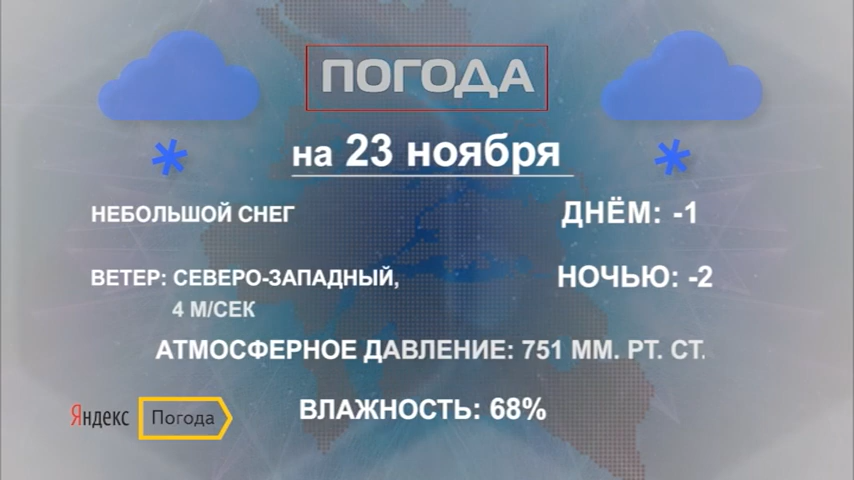 ПОГОДА
на 23 ноября
НЕБОЛЬШОЙ СНЕГ
ДНЁМ: -1
ВЕТЕР: СЕВЕРО-ЗАПАДНЫЙ,
4 М/СЕК
НОЧЬЮ: -2
АТМОСФЕРНОЕ ДАВЛЕНИЕ: 751 ММ. РТ. СТ.
ВЛАЖНОСТЬ: 68%
Яндекс Погода